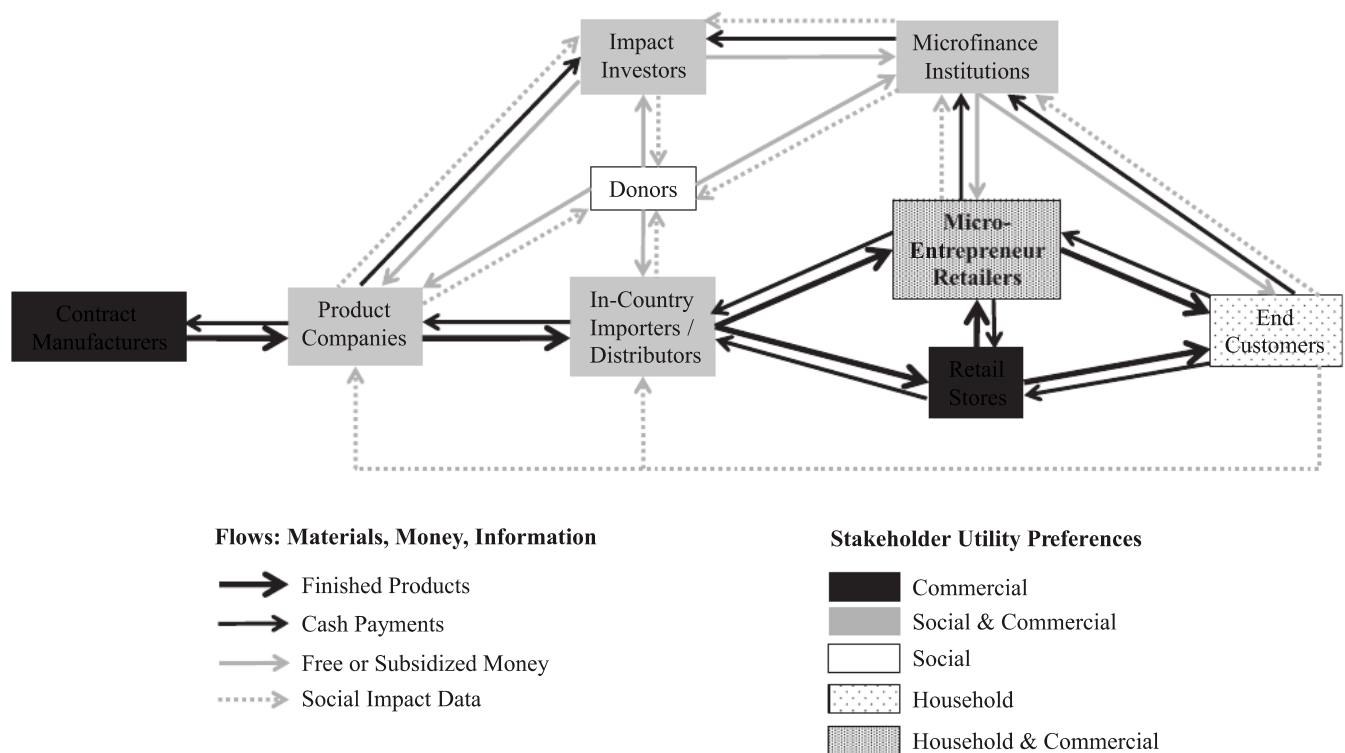 Impact
Investors
Microfinance
Institutions
Donors
Micro-
Entrepreneur
Retailers
Contract
Manufacturers
Product
Companies
In-Country
Importers /
Distributors
End
Customers
Retail
Stores
Flows: Materials, Money, Information
Finished Products
Cash Payments
Free or Subsidized Money
Social Impact Data
Stakeholder Utility Preferences
Commercial
Social & Commercial
Social
Household
Household & Commercial